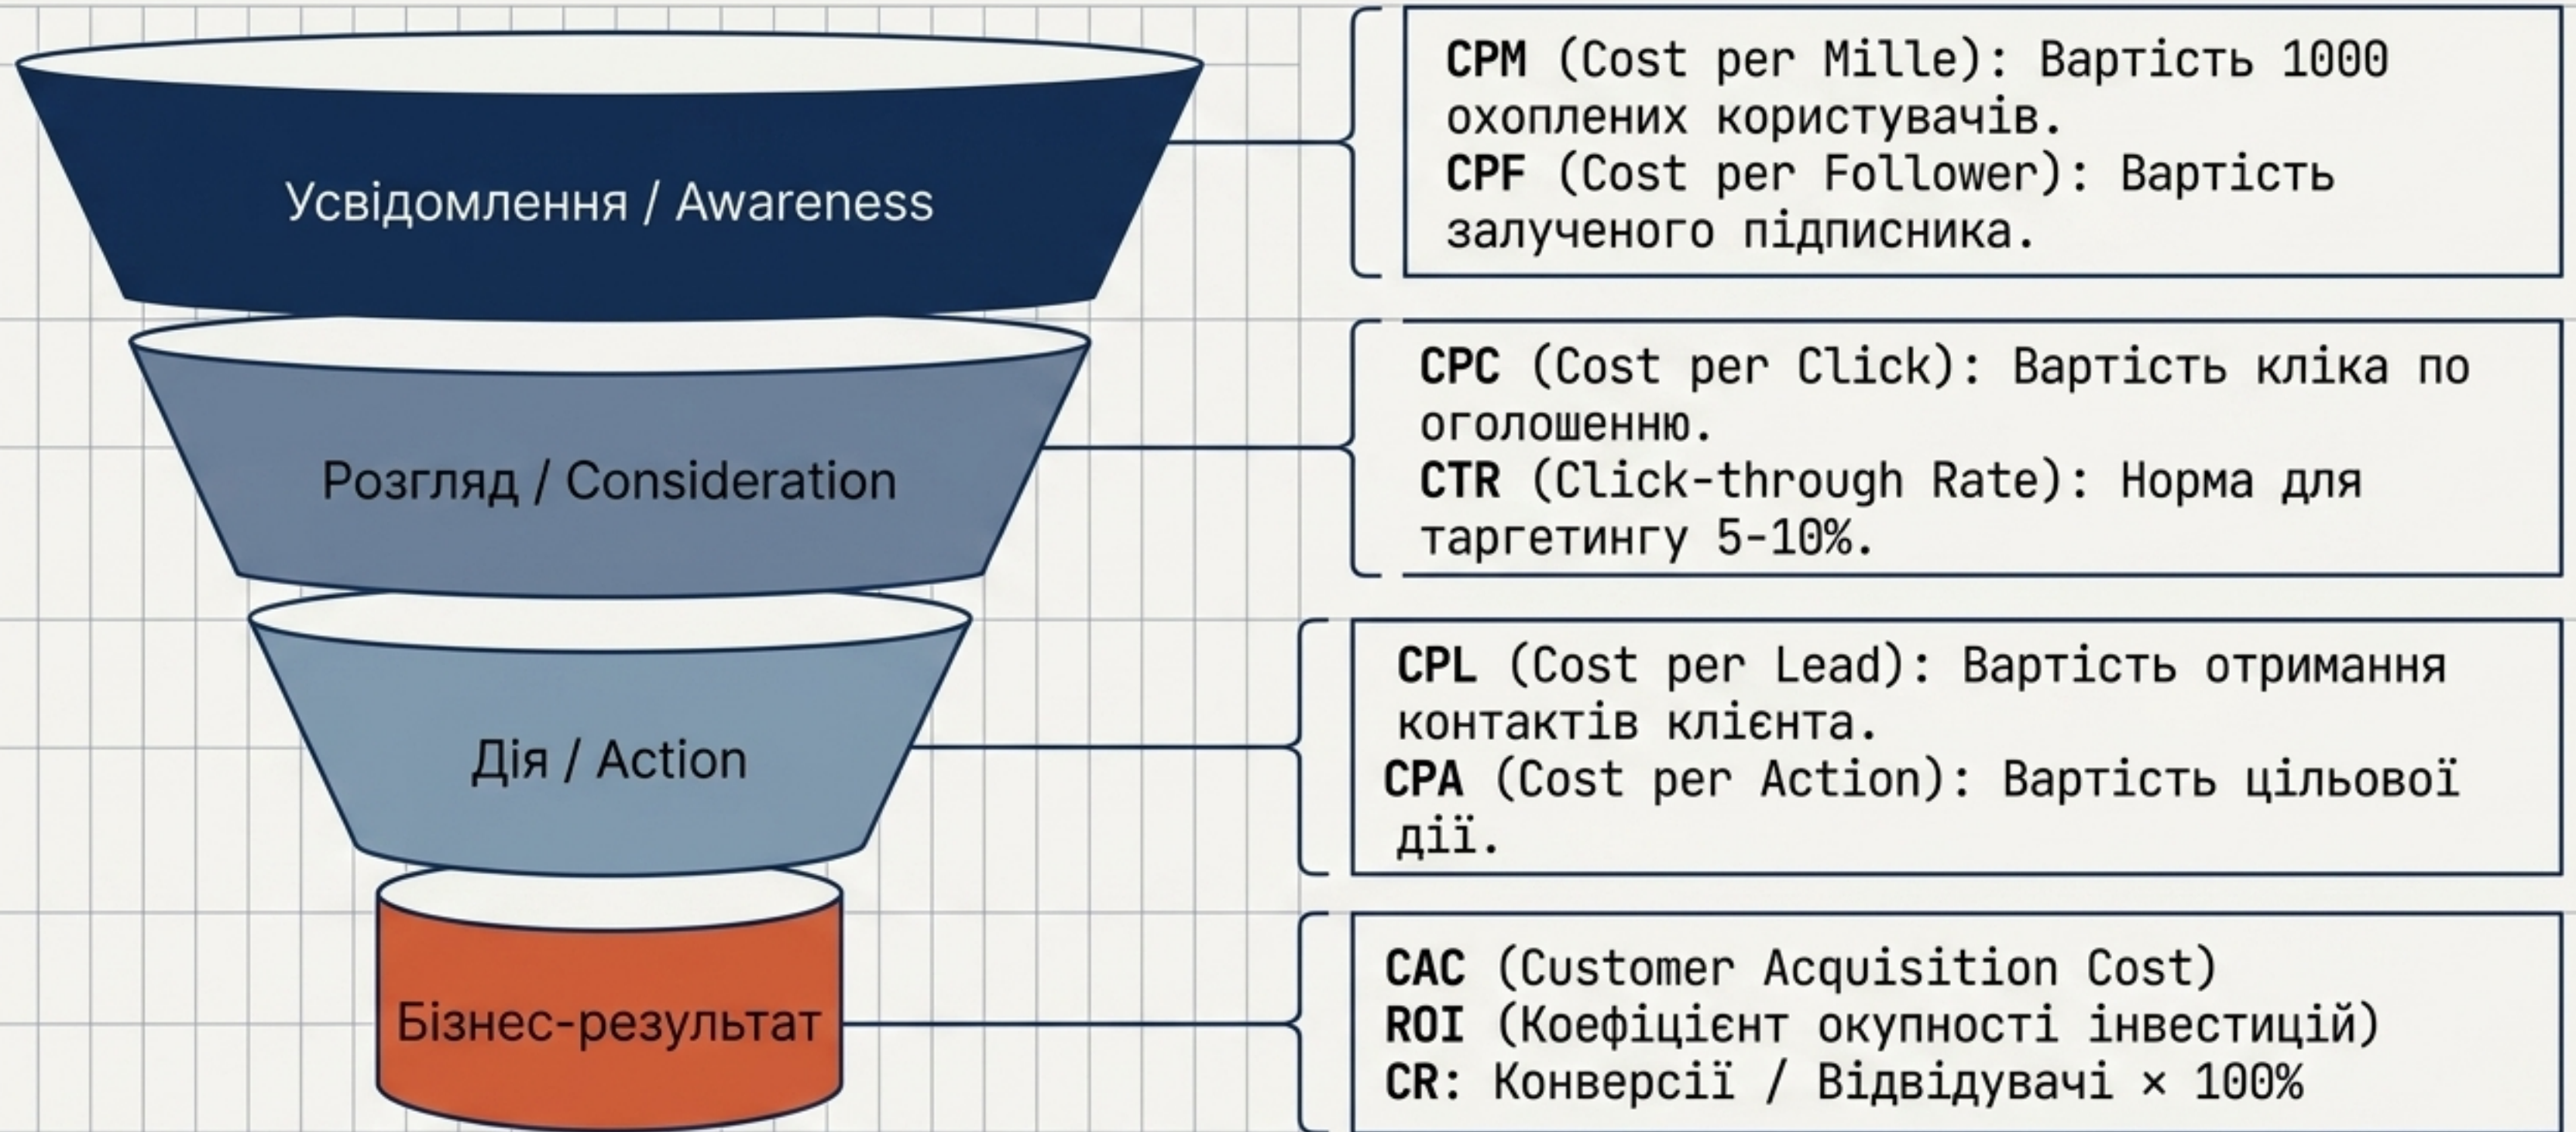 Усвідомлення / Awareness
CPM (Cost per Mille): Вартість 1000
охоплених користувачів.
CPF (Cost per Follower): Вартість
залученого підписника.
Розгляд / Consideration
CPC (Cost per Click): Вартість кліка по
оголошенню.
CTR (Click-through Rate): Норма для
таргетингу 5-10%.
Дія / Action
CPL (Cost per Lead): Вартість отримання
контактів клієнта.
CPA (Cost per Action): Вартість цільової
дії.
Бізнес-результат
CAC (Customer Acquisition Cost)
ROI (Коефіцієнт окупності інвестицій)
CR: Конверсії / Відвідувачі × 100%